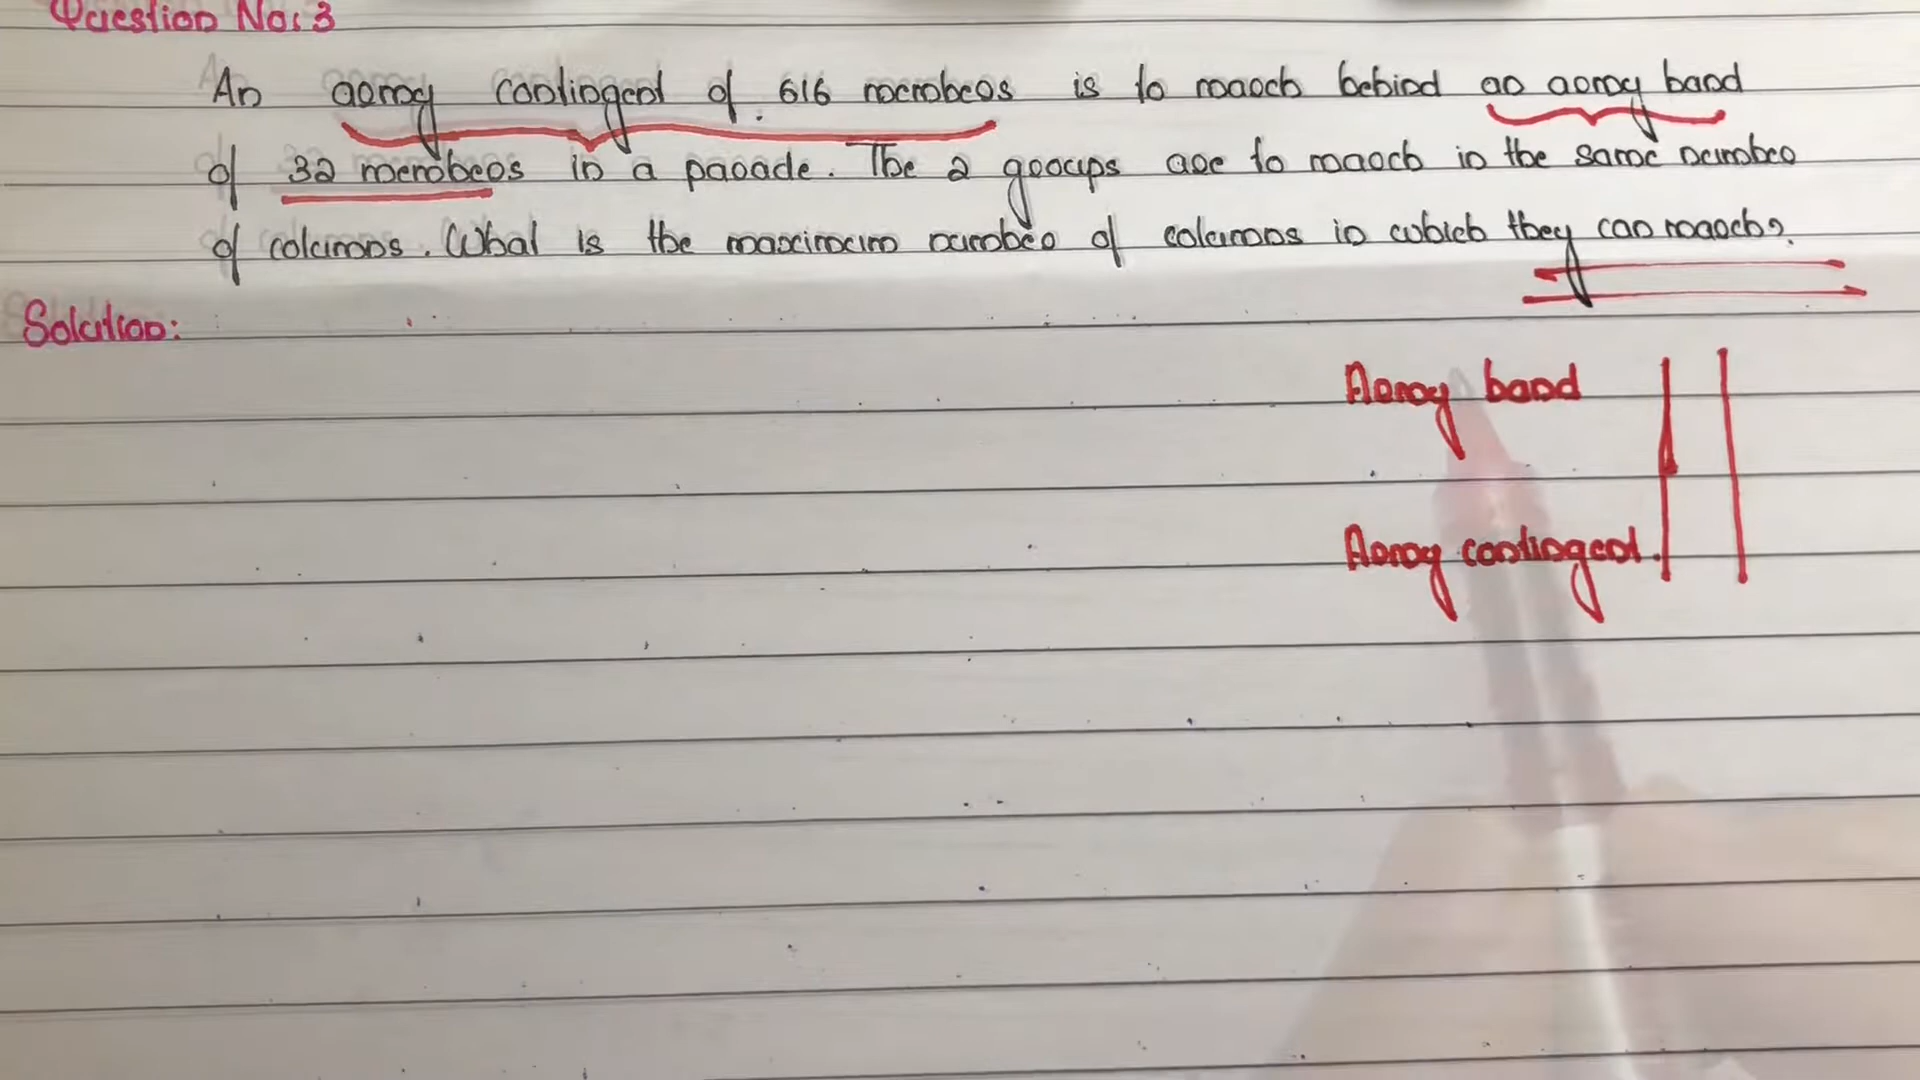 Question No: 3
An army contingent of 616 members is to march behind an army band
of 32 members in a parade. The 2 groups are to march in the same number
of columns. What is the maximum number of columns in which they can march?
Solution:
Army band
Army contingent